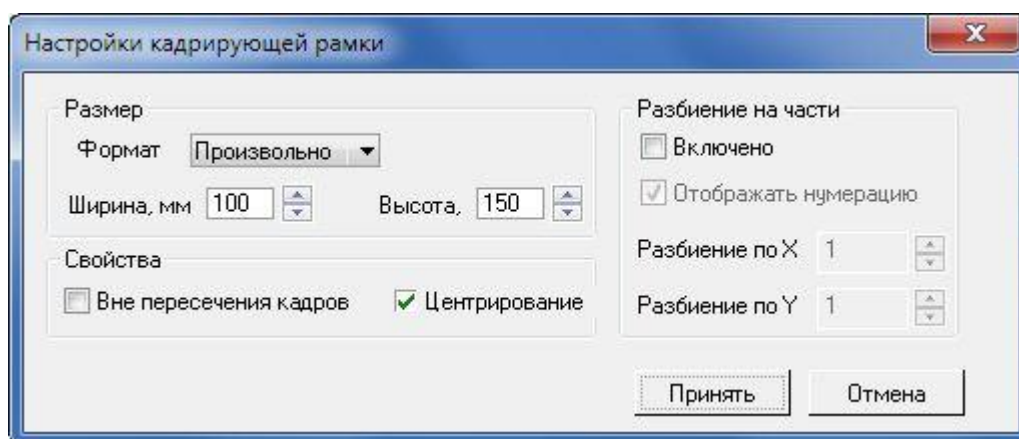 Настройки кадрирующей рамки
Размер
Формат Произвольно
Ширина, мм 100 Высота, 150
Свойства
Вне пересечения кадров Центрирование
Разбиение на части
Включено
Отображать нумерацию
Разбиение по X 1
Разбиение по Y 1
Принять Отмена